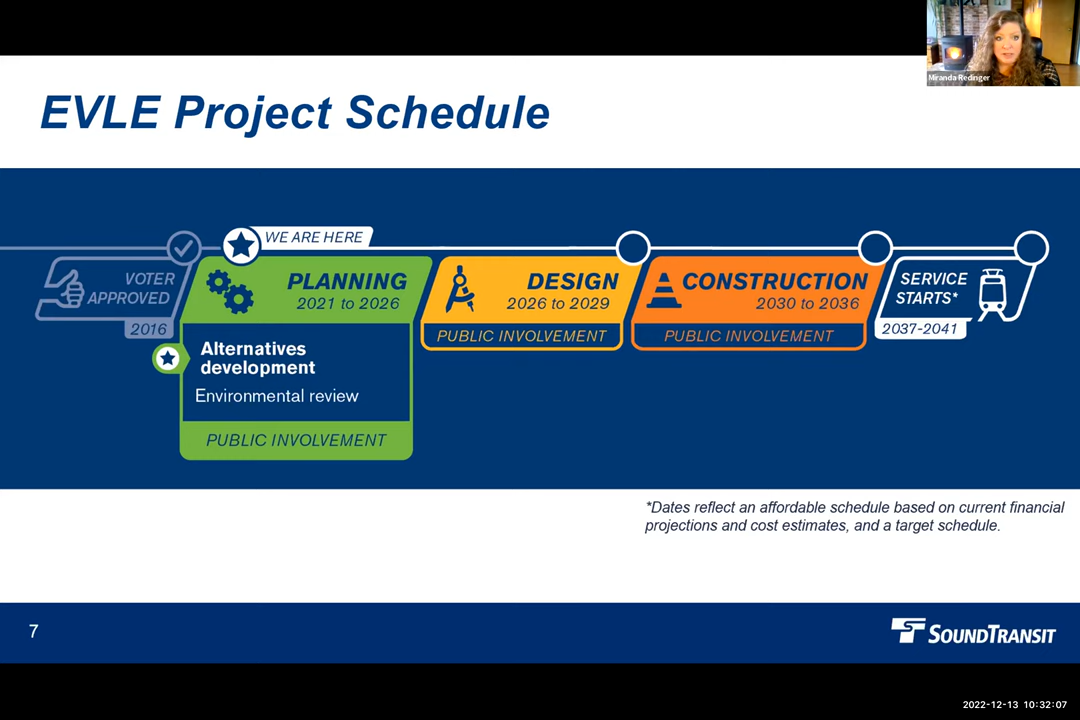 Miranda Redinger
EVLE Project Schedule
WE ARE HERE
VOTER
APPROVED
2016
PLANNING
2021 to 2026
Alternatives
development
Environmental review
PUBLIC INVOLVEMENT
DESIGN
2026 to 2029
PUBLIC INVOLVEMENT
CONSTRUCTION
2030 to 2036
PUBLIC INVOLVEMENT
SERVICE
STARTS*
2037-2041
*Dates reflect an affordable schedule based on current financial
projections and cost estimates, and a target schedule.
7
SOUNDTRANSIT
2022-12-13 10:32:07